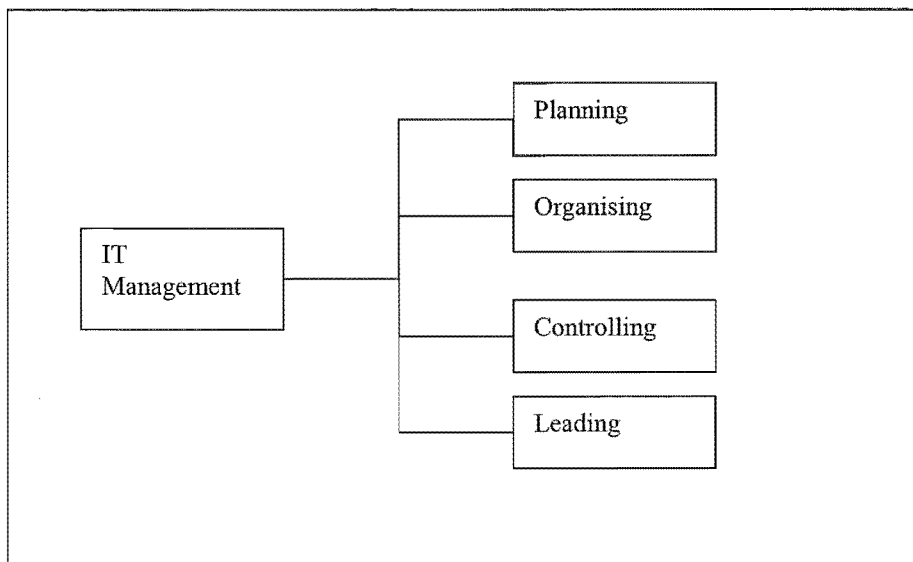 Planning
Organising
IT
Management
Controlling
Leading